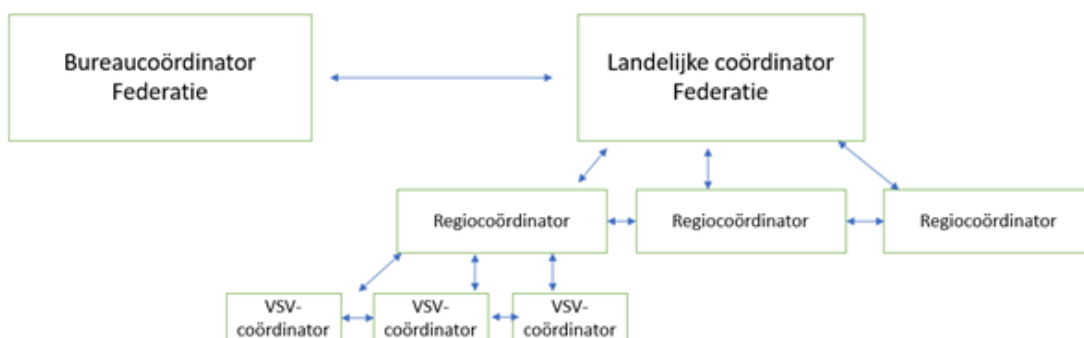 Bureaucoördinator
Federatie
Landelijke coördinator
Federatie
Regiocoördinator
Regiocoördinator
Regiocoördinator
VSV-
coördinator
VSV-
coördinator
VSV-
coördinator